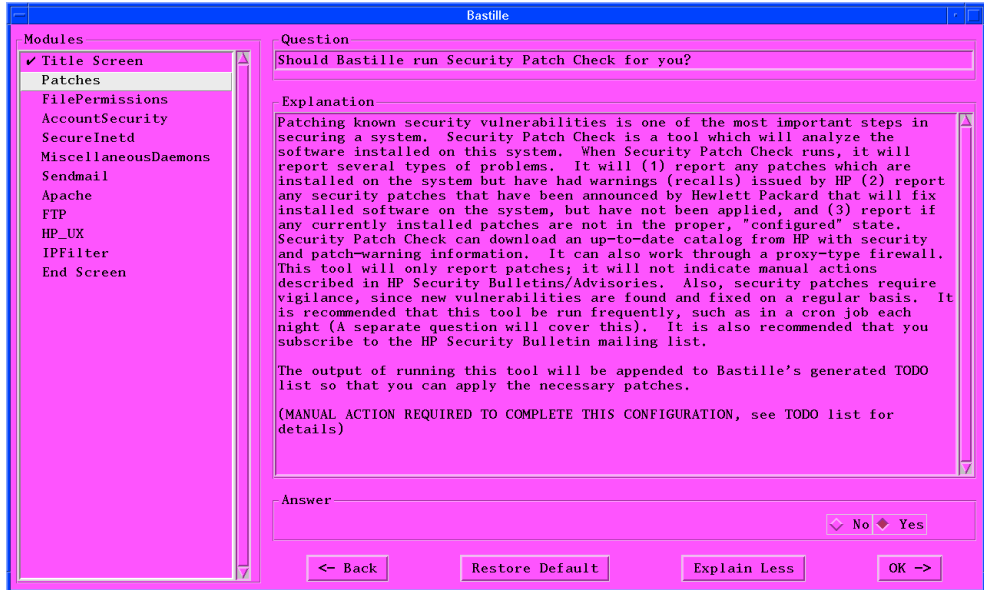 Bastille
Modules
✔ Title Screen
Patches
FilePermissions
AccountSecurity
SecureInetd
MiscellaneousDaemons
Sendmail
Apache
FTP
HP_UX
IPFilter
End Screen
Question
Should Bastille run Security Patch Check for you?
Explanation
Patching known security vulnerabilities is one of the most important steps in
securing a system.  Security Patch Check is a tool which will analyze the
software installed on this system.  When Security Patch Check runs, it will
report several types of problems.  It will (1) report any patches which are
installed on the system but have had warnings (recalls) issued by HP (2) report
any security patches that have been announced by Hewlett Packard that will fix
installed software on the system, but have not been applied, and (3) report if
any currently installed patches are not in the proper, "configured" state.
Security Patch Check can download an up-to-date catalog from HP with security
and patch-warning information.  It can also work through a proxy-type firewall.
This tool will only report patches; it will not indicate manual actions
described in HP Security Bulletins/Advisories.  Also, security patches require
vigilance, since new vulnerabilities are found and fixed on a regular basis.  It
is recommended that this tool be run frequently, such as in a cron job each
night (A separate question will cover this).  It is also recommended that you
subscribe to the HP Security Bulletin mailing list.
The output of running this tool will be appended to Bastille's generated TODO
list so that you can apply the necessary patches.
(MANUAL ACTION REQUIRED TO COMPLETE THIS CONFIGURATION, see TODO list for
details)
Answer
No Yes
<- Back Restore Default Explain Less OK ->